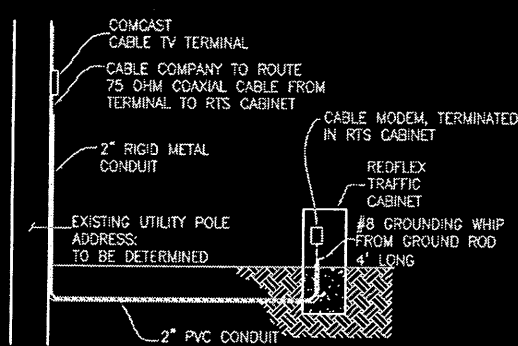 COMCAST
CABLE TV TERMINAL
CABLE COMPANY TO ROUTE
75 OHM COAXIAL CABLE FROM
TERMINAL TO RTS CABINET
CABLE MODEM, TERMINATED
IN RTS CABINET
2" RIGID METAL
CONDUIT
REDFLEX
TRAFFIC
CABINET
EXISTING UTILITY POLE
ADDRESS:
TO BE DETERMINED
#8 GROUNDING WHIP
FROM GROUND ROD
4' LONG
2" PVC CONDUIT